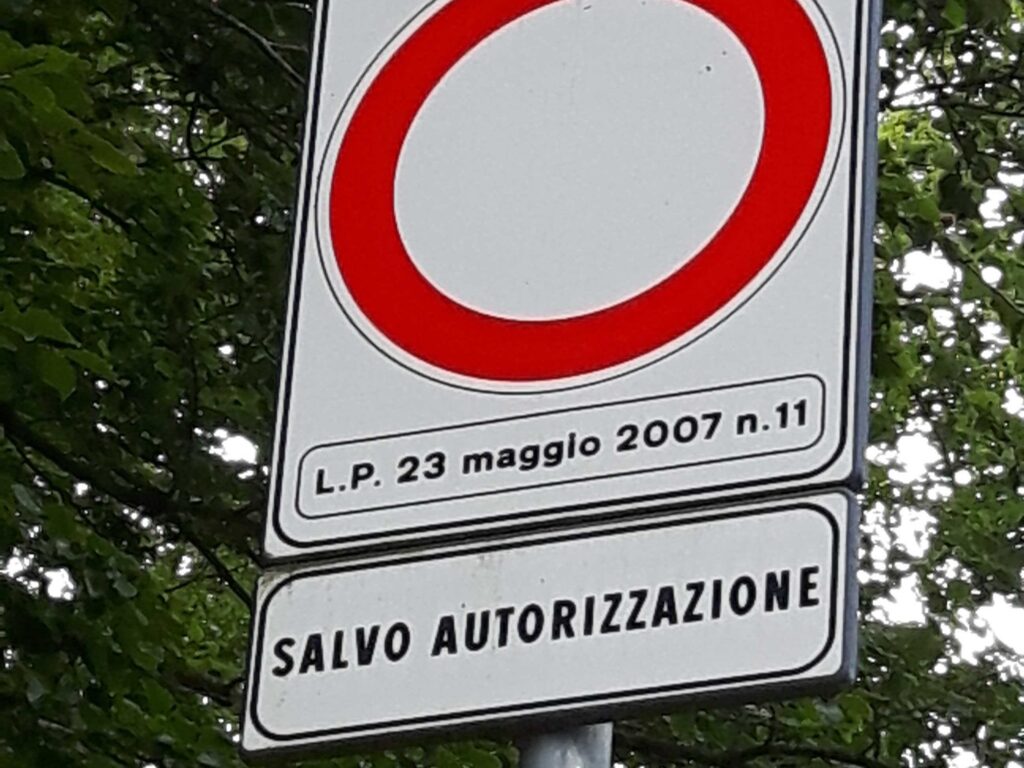 L.P. 23 maggio 2007 n.11
SALVO AUTORIZZAZIONE